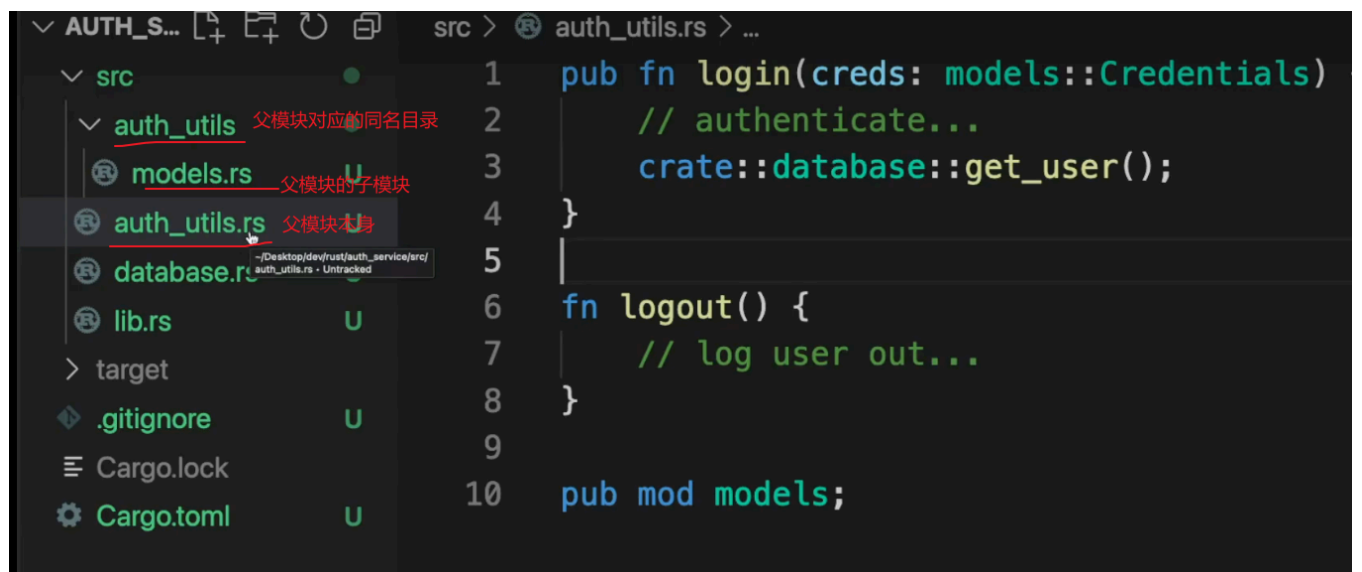 AUTH_S...
src
auth_utils 父模块对应的同名目录
models.rs U
父模块的子模块
auth_utils.rs 父模块本身 U
~/Desktop/dev/rust/auth_service/src/
auth_utils.rs • Untracked
database.rs
lib.rs U
target
.gitignore U
Cargo.lock
Cargo.toml U
src > auth_utils.rs > ...
1 pub fn login(creds: models::Credentials) {
2 // authenticate...
3 crate::database::get_user();
4 }
5
6 fn logout() {
7 // log user out...
8 }
9
10 pub mod models;